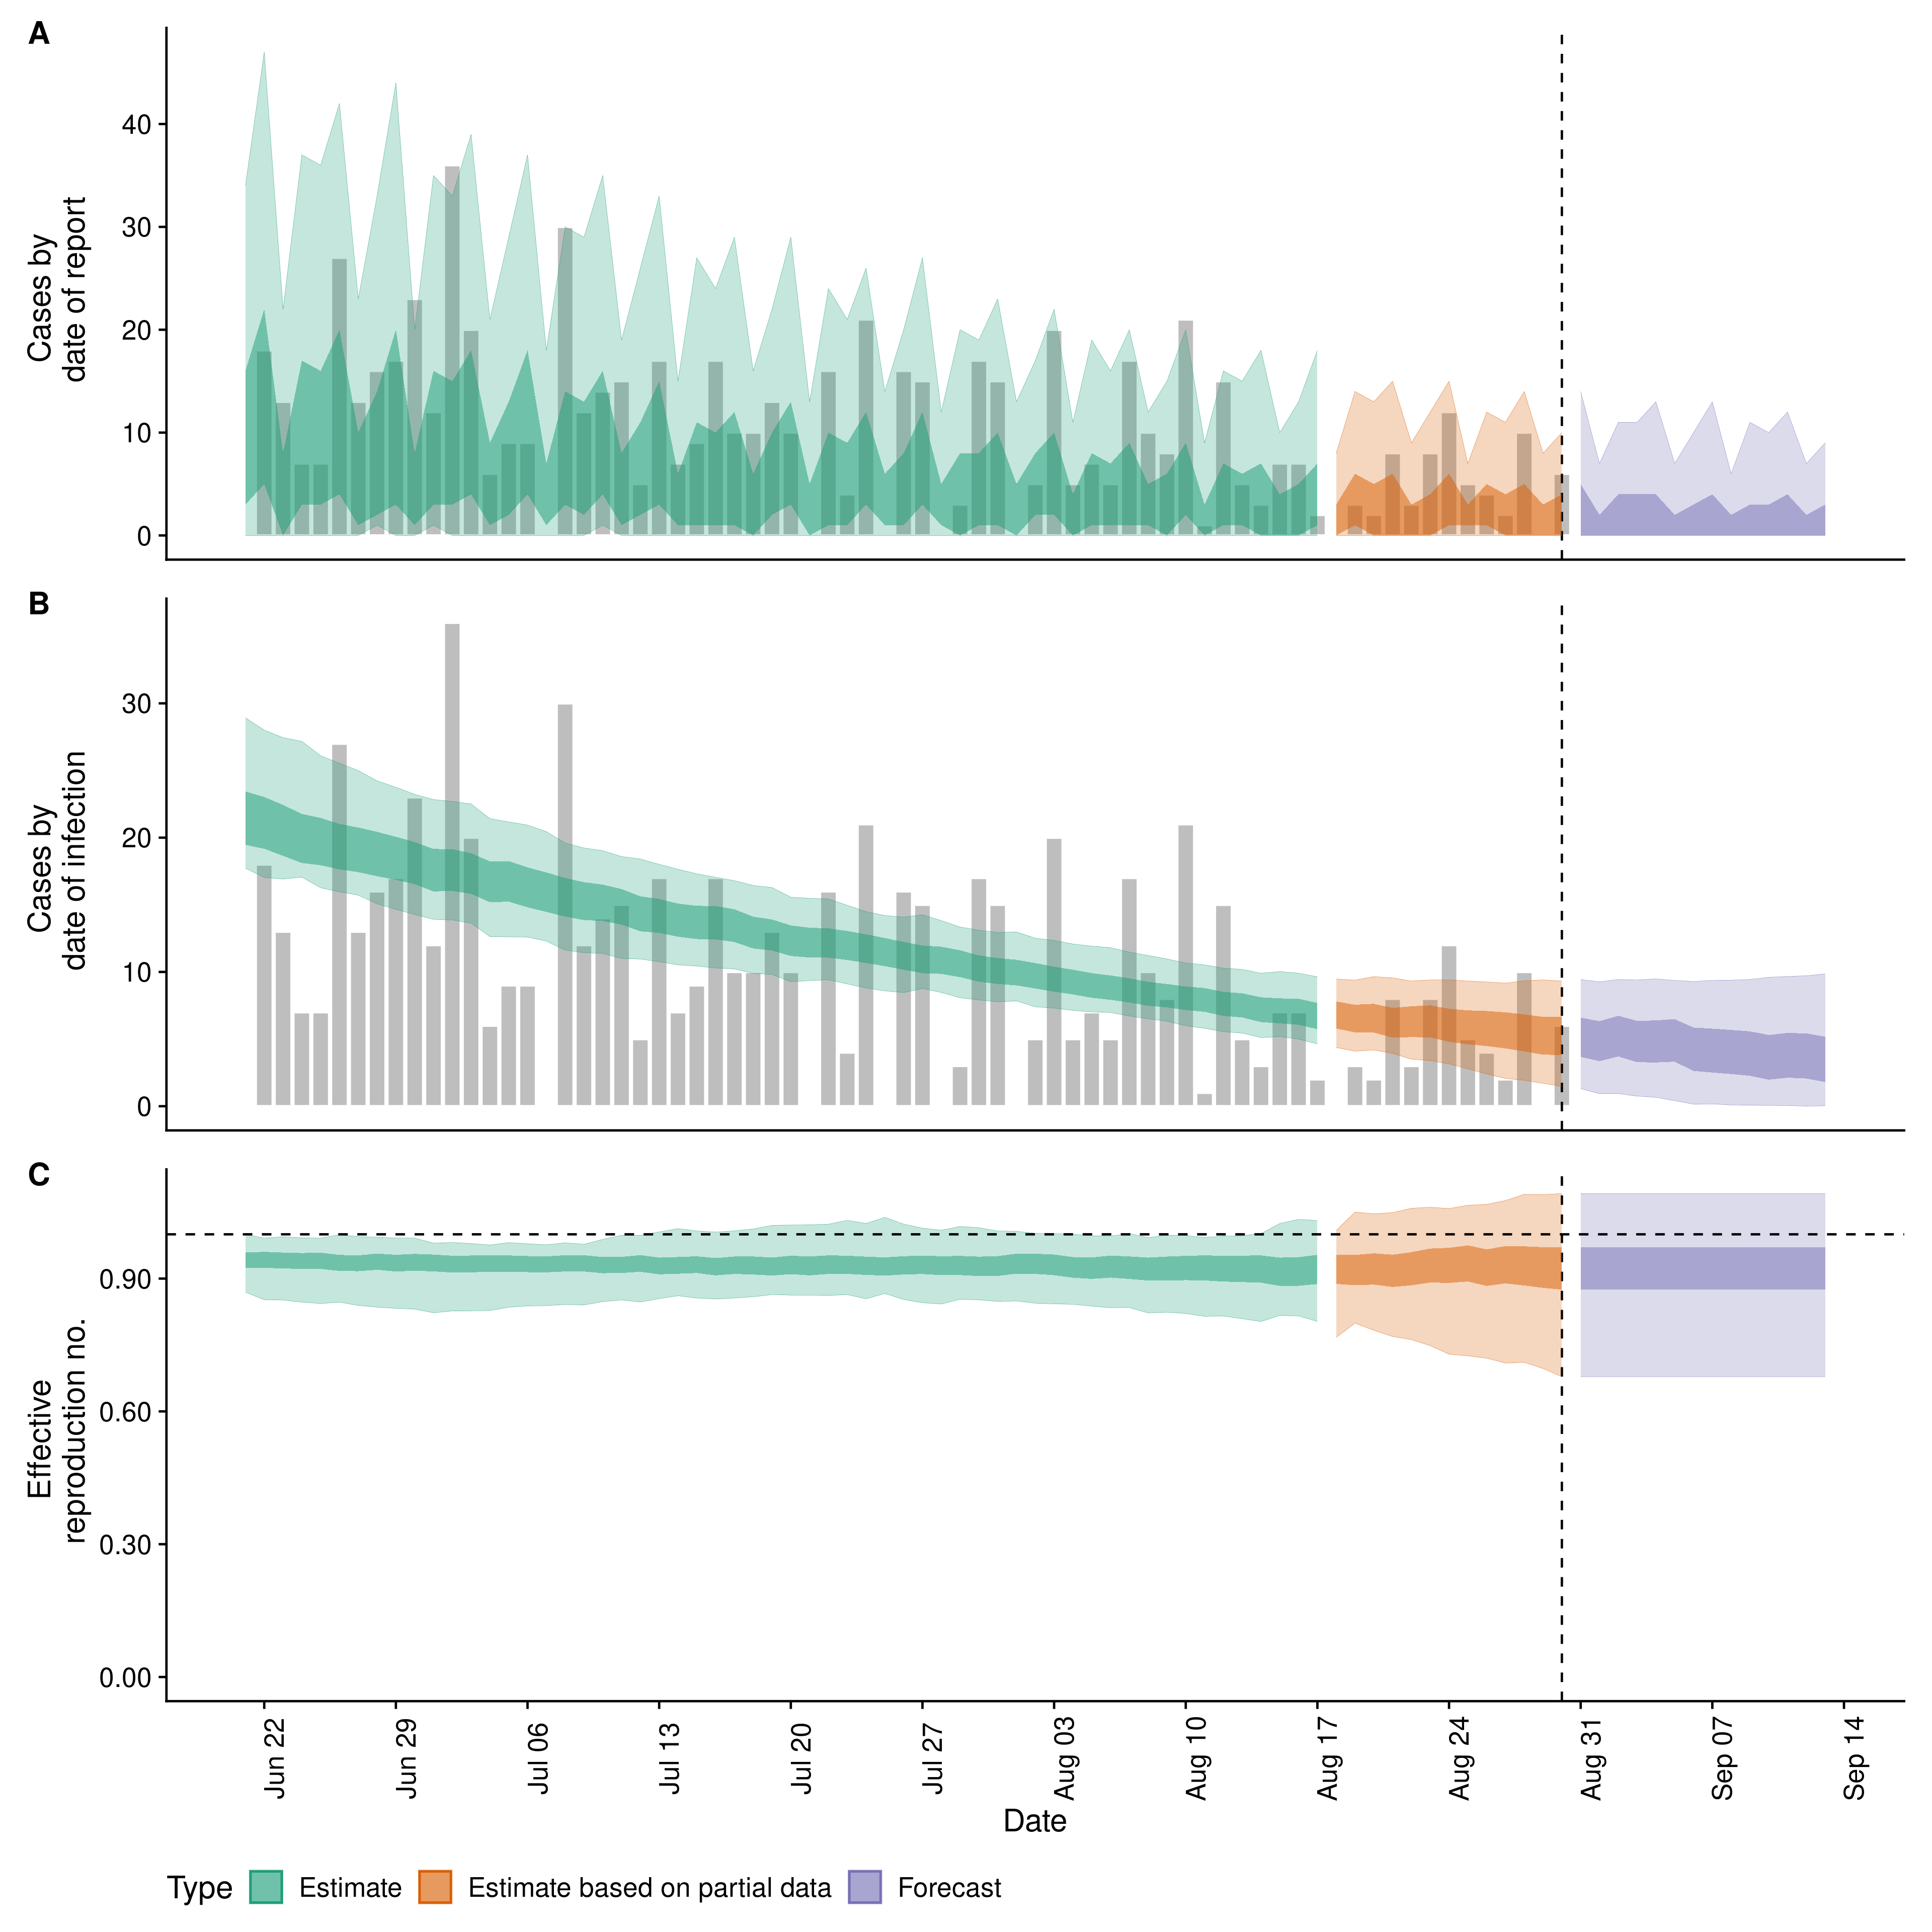 A
Cases by
date of report
40
30
20
10
0
B
Cases by
date of infection
30
20
10
0
C
Effective
reproduction no.
0.90
0.60
0.30
0.00
Jun 22
Jun 29
Jul 06
Jul 13
Jul 20
Jul 27
Aug 03
Aug 10
Aug 17
Aug 24
Aug 31
Sep 07
Sep 14
Date
Type Estimate Estimate based on partial data Forecast